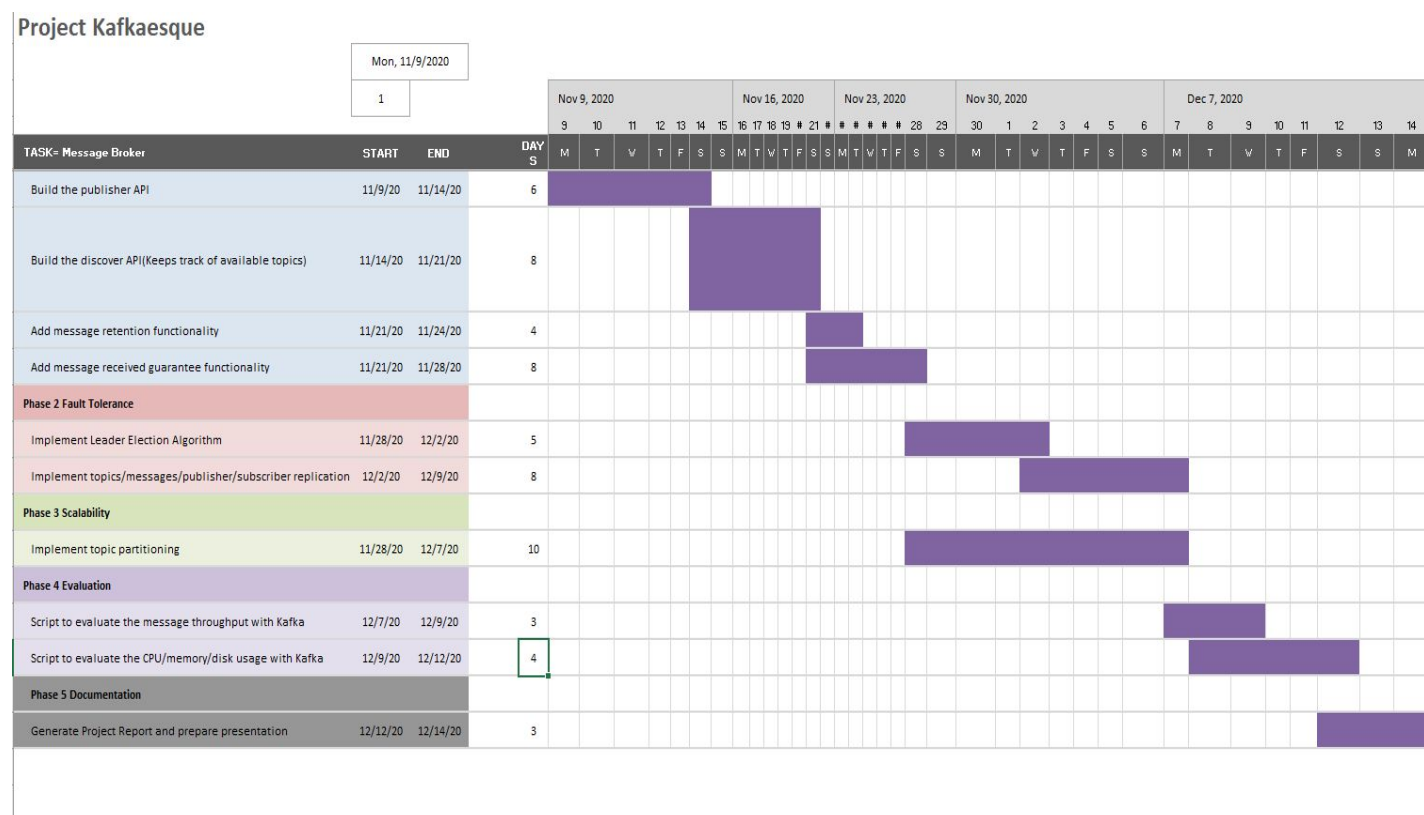 Project Kafkaesque
Mon, 11/9/2020
1
Nov 9, 2020 Nov 16, 2020 Nov 23, 2020 Nov 30, 2020 Dec 7, 2020
9 10 11 12 13 14 15 16 17 18 19 # 21 # # # # # # 28 29 30 1 2 3 4 5 6 7 8 9 10 11 12 13 14
TASK= Message Broker START END DAYS M T W T F S S M T W T F S S M T W T F S S M T W T F S S M T W T F S S M
Build the publisher API 11/9/20 11/14/20 6
Build the discover API(Keeps track of available topics) 11/14/20 11/21/20 8
Add message retention functionality 11/21/20 11/24/20 4
Add message received guarantee functionality 11/21/20 11/28/20 8
Phase 2 Fault Tolerance
Implement Leader Election Algorithm 11/28/20 12/2/20 5
Implement topics/messages/publisher/subscriber replication 12/2/20 12/9/20 8
Phase 3 Scalability
Implement topic partitioning 11/28/20 12/7/20 10
Phase 4 Evaluation
Script to evaluate the message throughput with Kafka 12/7/20 12/9/20 3
Script to evaluate the CPU/memory/disk usage with Kafka 12/9/20 12/12/20 4
Phase 5 Documentation
Generate Project Report and prepare presentation 12/12/20 12/14/20 3